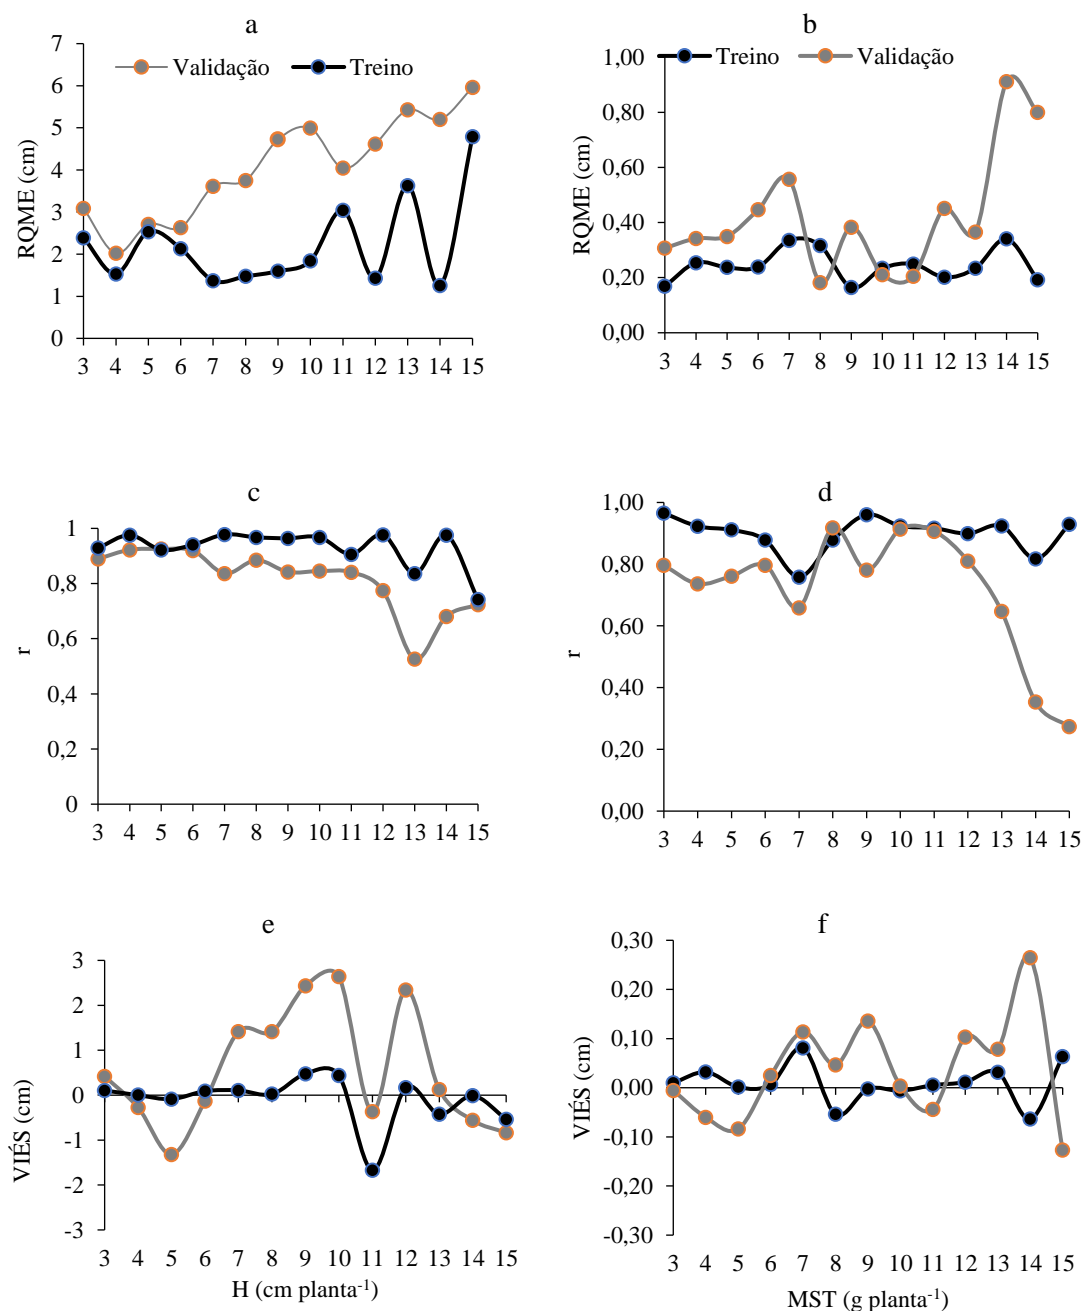 a
7
6
5
4
3
2
1
0
RQME (cm)
Validação
Treino
3 4 5 6 7 8 9 10 11 12 13 14 15
b
1,00
0,80
0,60
0,40
0,20
0,00
RQME (cm)
Treino
Validação
3 4 5 6 7 8 9 10 11 12 13 14 15
c
1
0,8
0,6
0,4
0,2
0
r
3 4 5 6 7 8 9 10 11 12 13 14 15
d
1,00
0,80
0,60
0,40
0,20
0,00
r
3 4 5 6 7 8 9 10 11 12 13 14 15
e
3
2
1
0
-1
-2
-3
VIÉS (cm)
3 4 5 6 7 8 9 10 11 12 13 14 15
H (cm planta⁻¹)
f
0,30
0,20
0,10
0,00
-0,10
-0,20
-0,30
VIÉS (cm)
3 4 5 6 7 8 9 10 11 12 13 14 15
MST (g planta⁻¹)